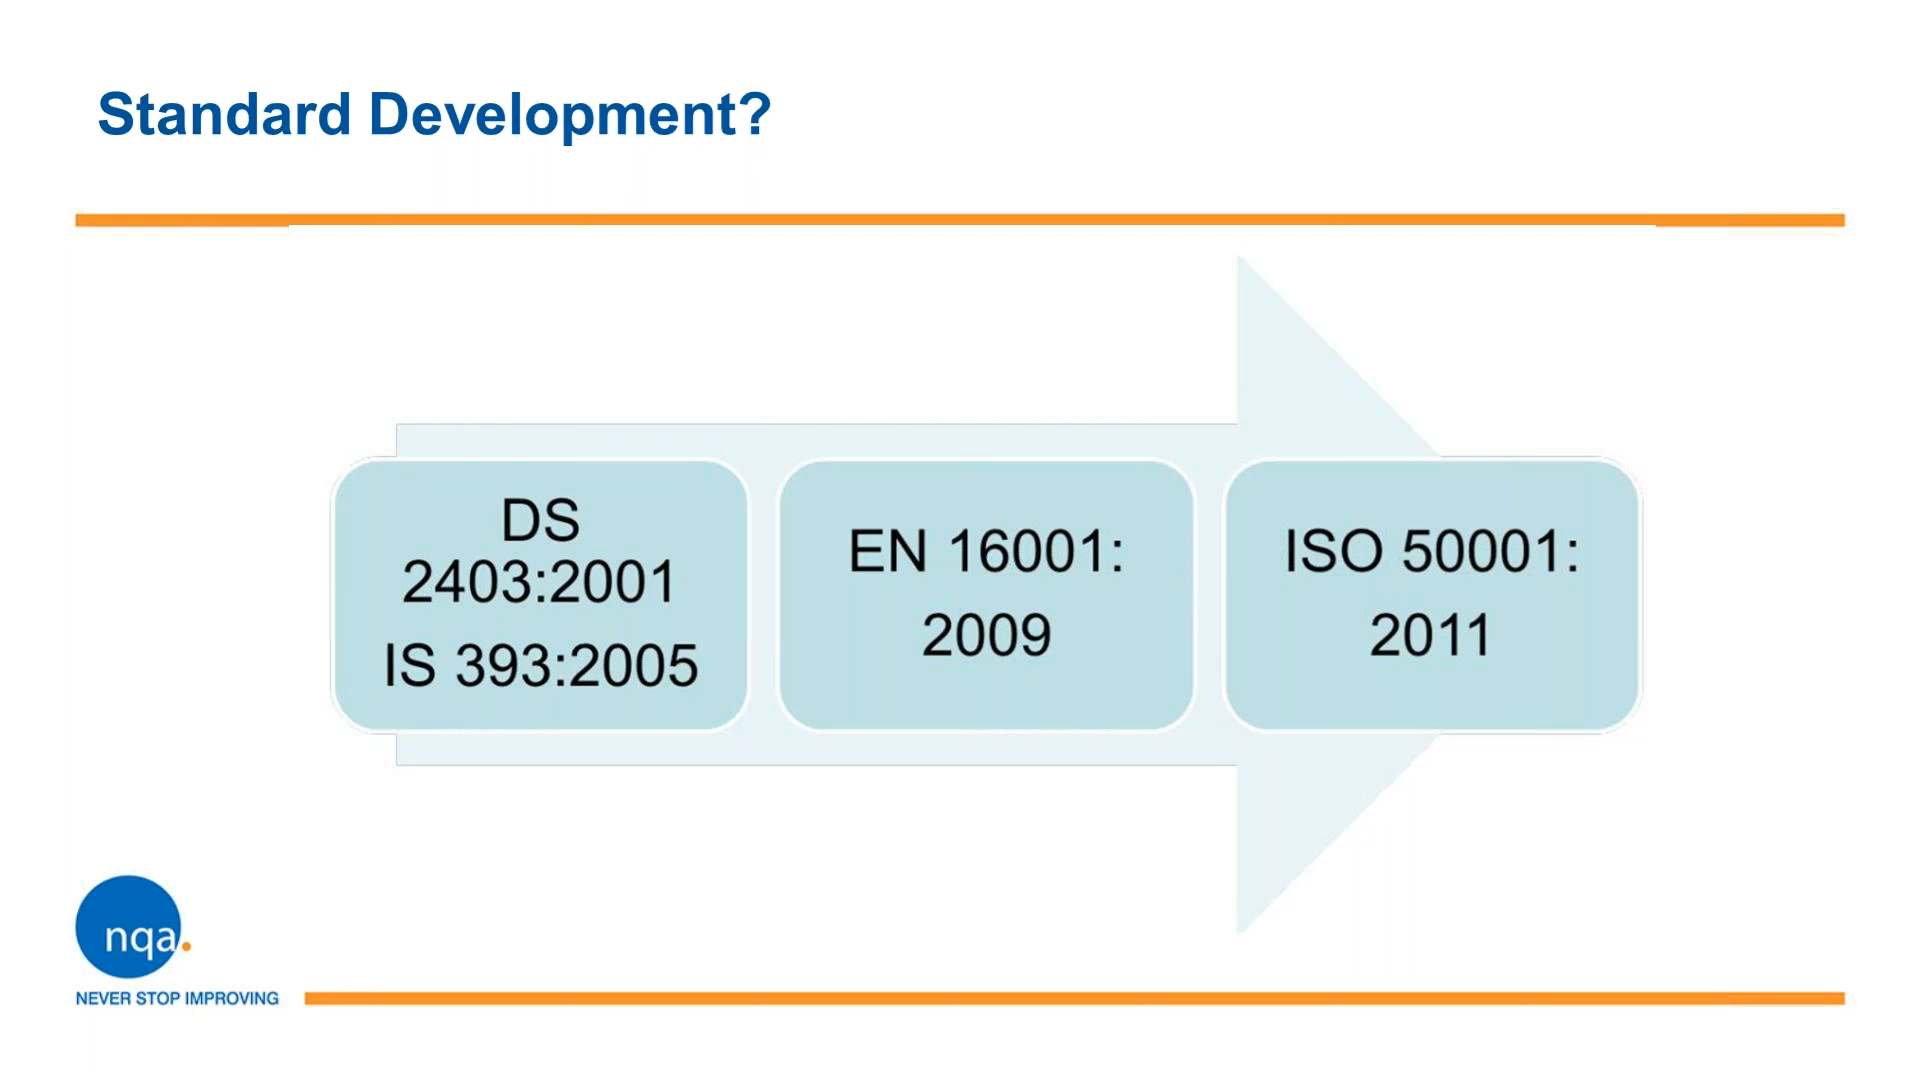 Standard Development?
DS
2403:2001
IS 393:2005
EN 16001:
2009
ISO 50001:
2011
nqa.
NEVER STOP IMPROVING